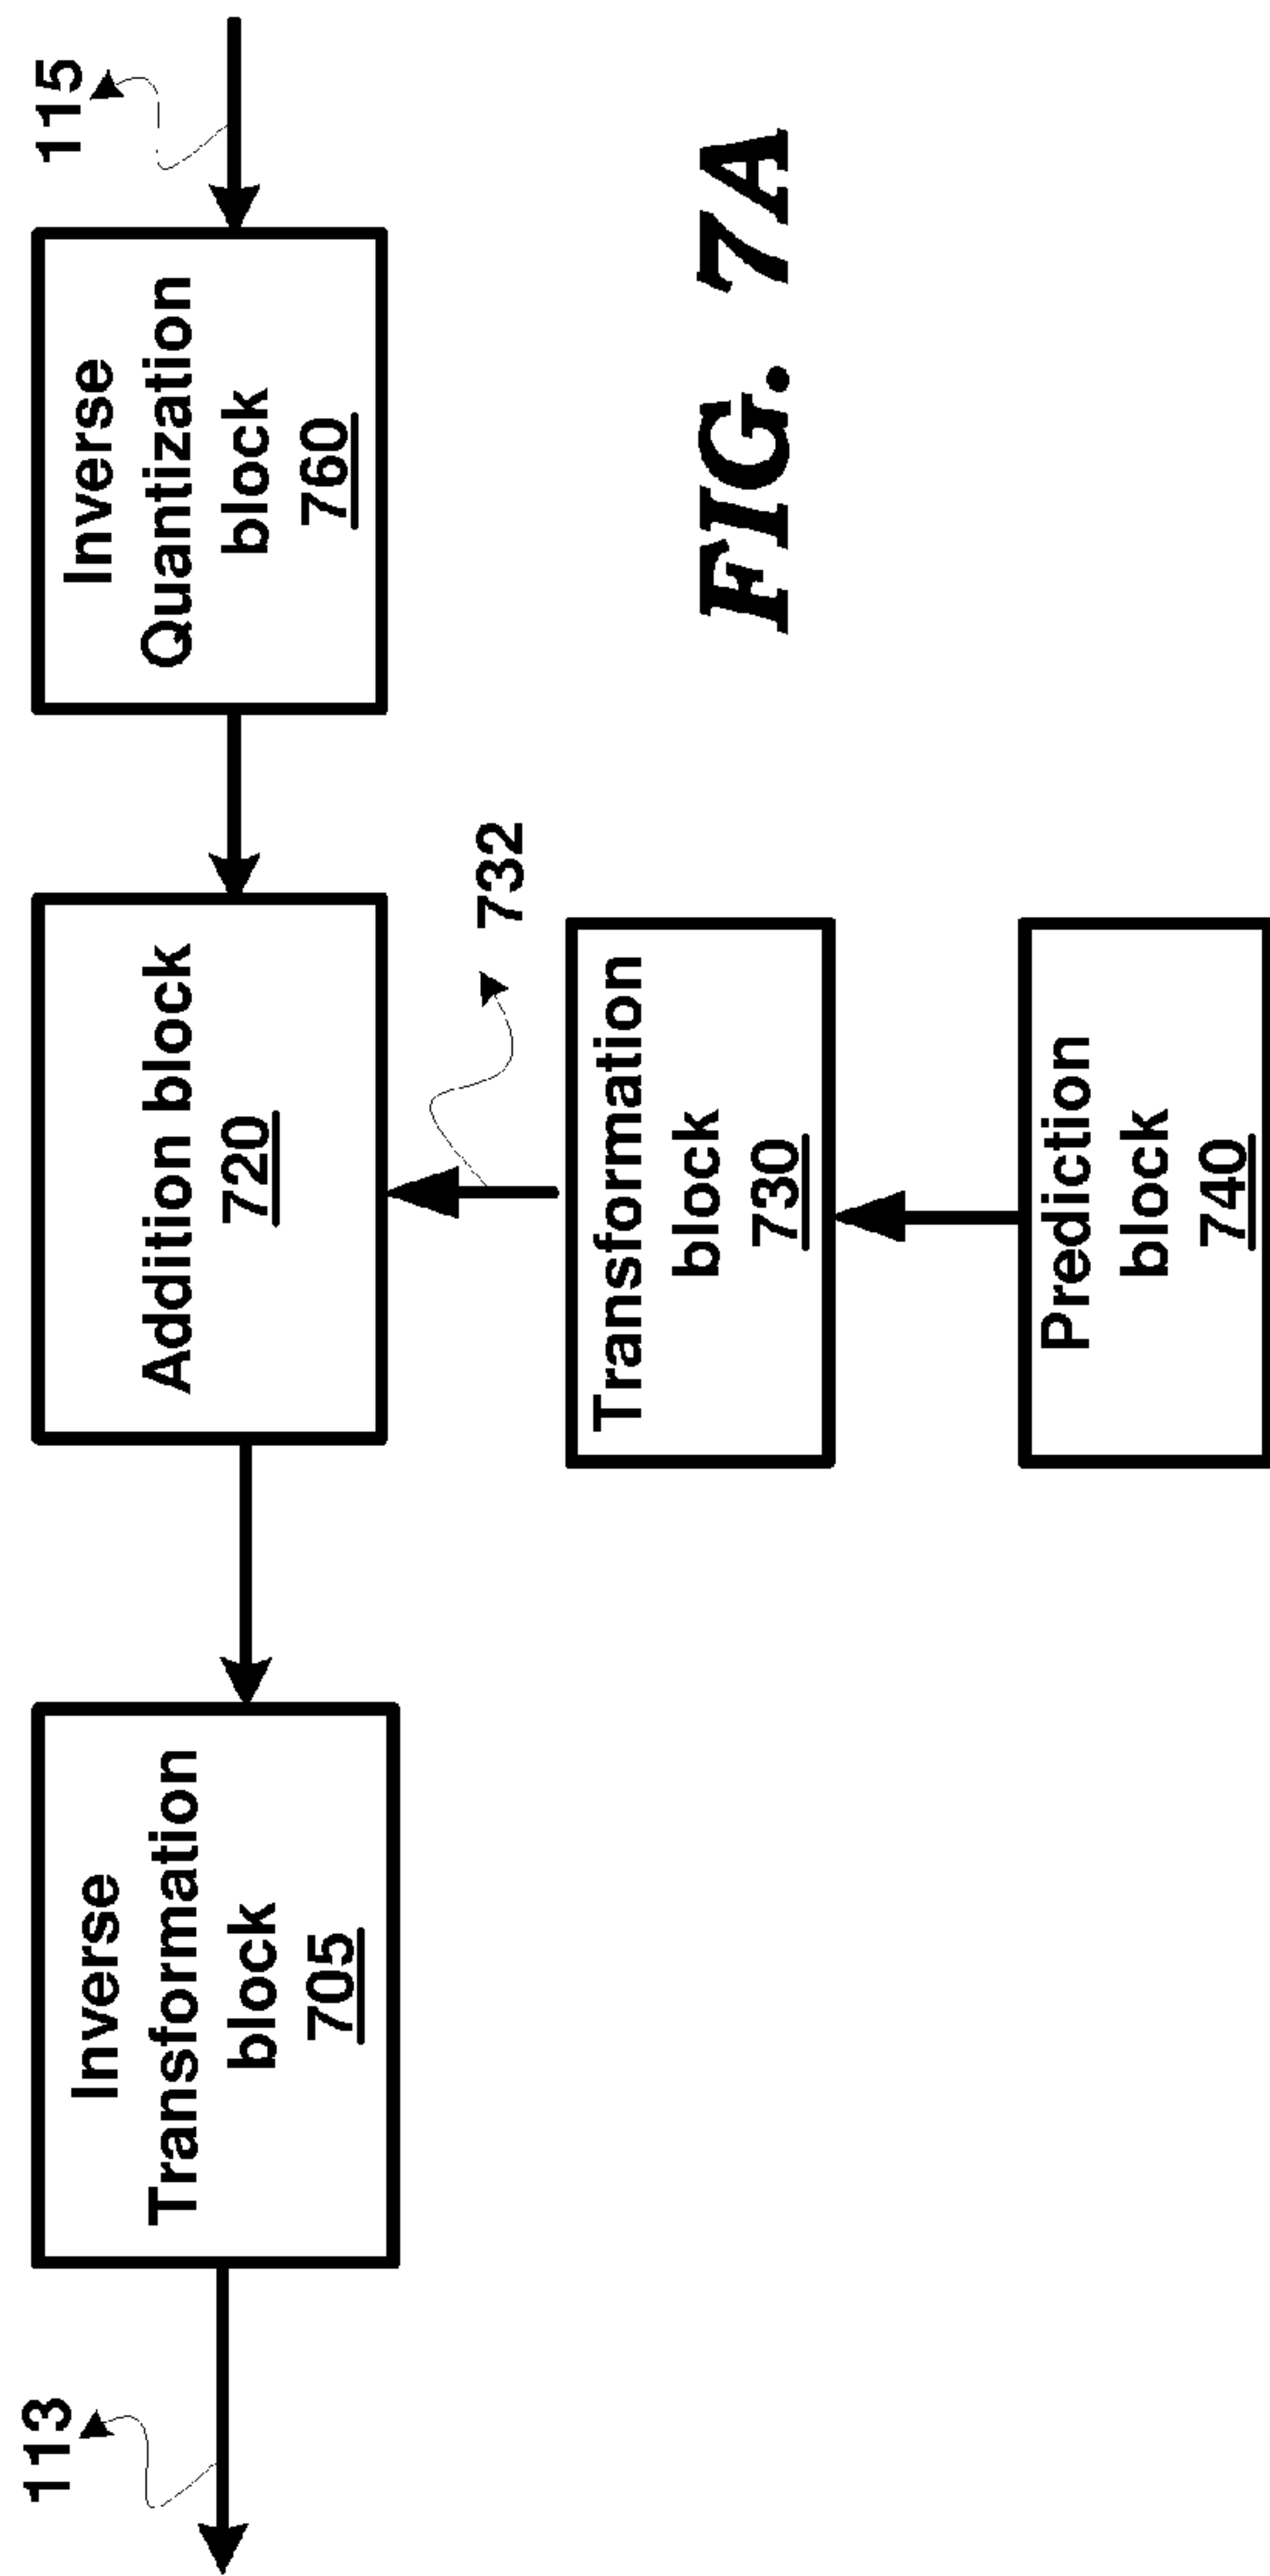 113
Inverse
Transformation
block
705
Addition block
720
Inverse
Quantization
block
760
115
732
Transformation
block
730
Prediction
block
740
FIG. 7A